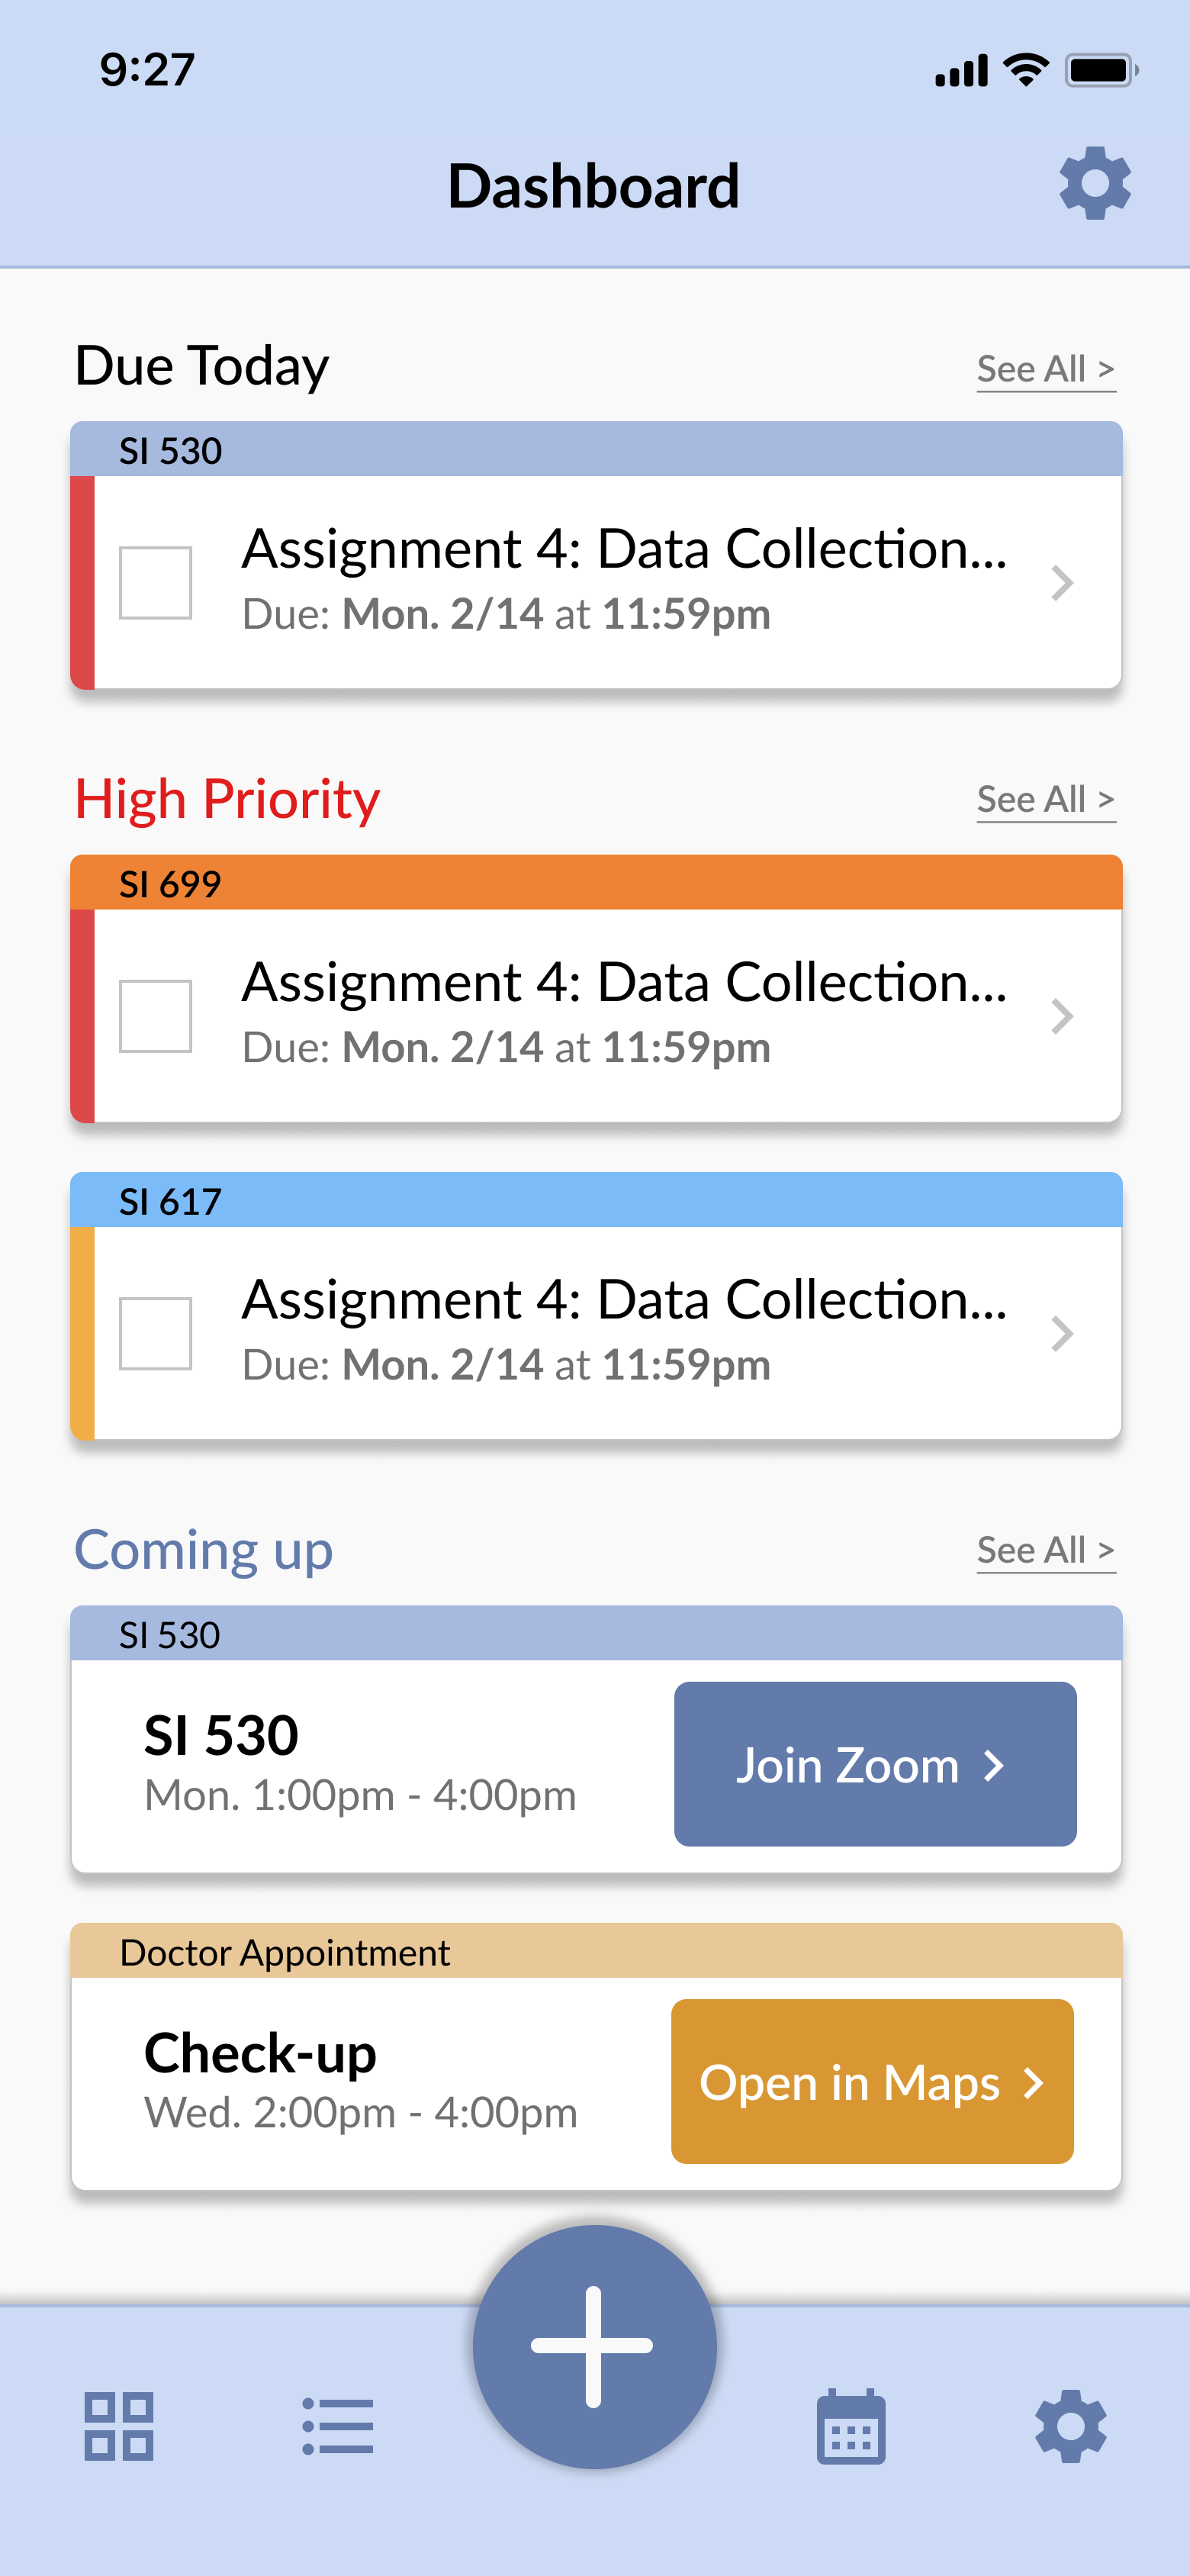 9:27
Dashboard
Due Today
See All >
SI 530
Assignment 4: Data Collection...
Due: Mon. 2/14 at 11:59pm
High Priority
See All >
SI 699
Assignment 4: Data Collection...
Due: Mon. 2/14 at 11:59pm
SI 617
Assignment 4: Data Collection...
Due: Mon. 2/14 at 11:59pm
Coming up
See All >
SI 530
SI 530
Mon. 1:00pm - 4:00pm
Join Zoom >
Doctor Appointment
Check-up
Wed. 2:00pm - 4:00pm
Open in Maps >